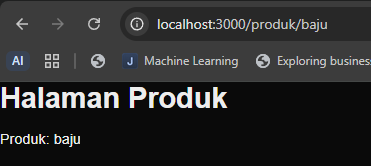 localhost:3000/produk/baju
AI
J Machine Learning
Exploring busines
Halaman Produk
Produk: baju